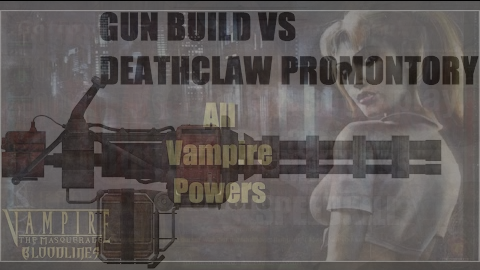 GUN BUILD VS
DEATHCLAW PROMONTORY
All
Vampire
Powers
VAMPIRE
THE MASQUERADE
BLOODLINES